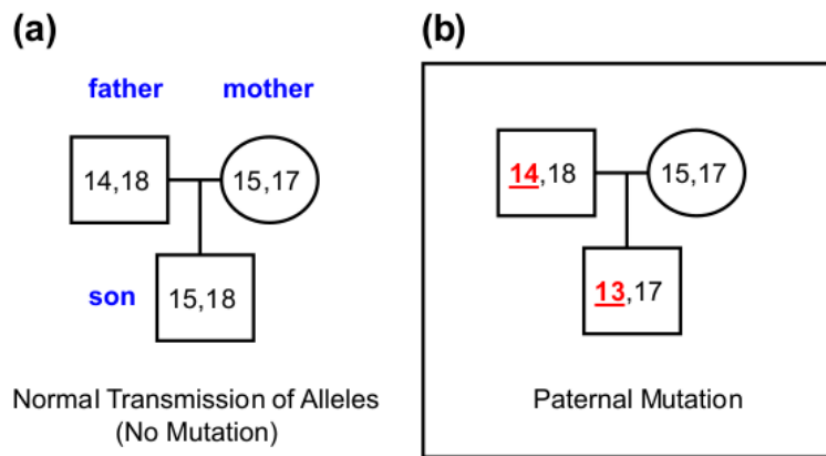 (a)
father mother
14,18 15,17
son 15,18
Normal Transmission of Alleles
(No Mutation)
(b)
14,18 15,17
13,17
Paternal Mutation